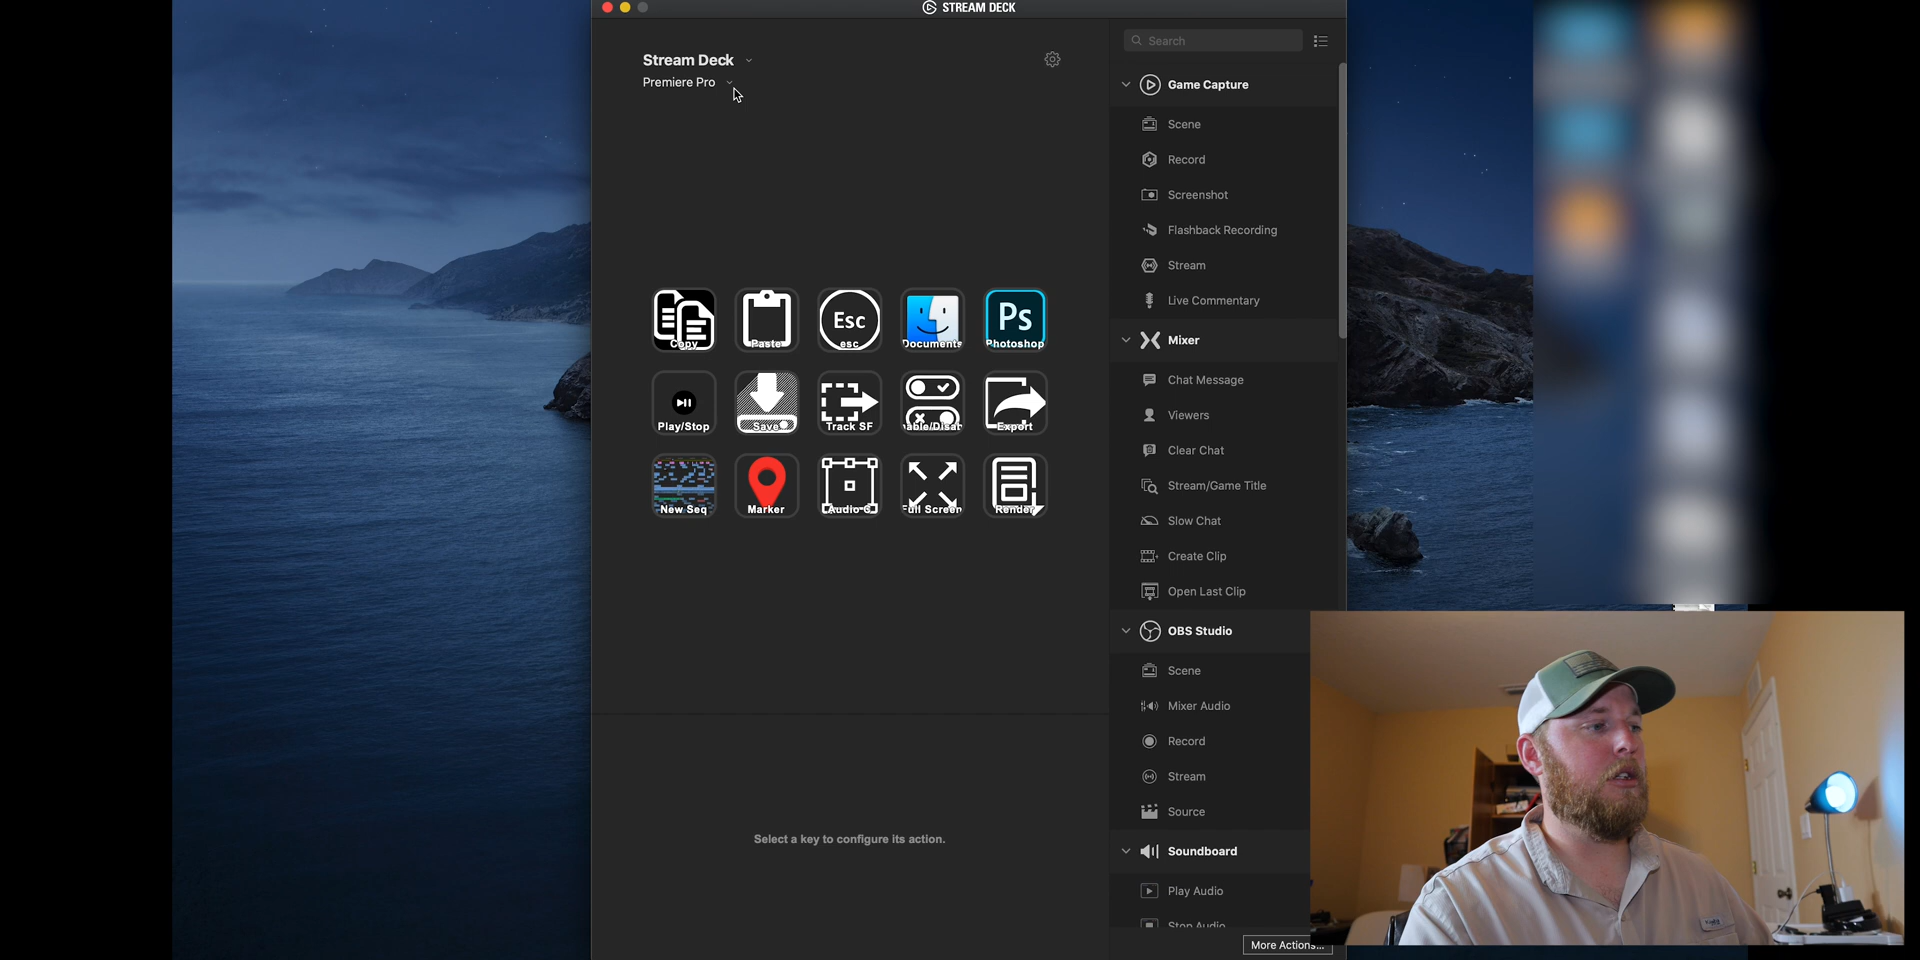 STREAM DECK
Stream Deck
Premiere Pro
Search
Game Capture
Scene
Record
Screenshot
Flashback Recording
Stream
Live Commentary
Mixer
Chat Message
Viewers
Clear Chat
Stream/Game Title
Slow Chat
Create Clip
Open Last Clip
OBS Studio
Scene
Mixer Audio
Record
Stream
Source
Soundboard
Play Audio
Stop Audio
More Actions...
Copy
Paste
Esc
esc
Documents
Ps
Photoshop
Play/Stop
Save
Track SF
Export
New Seq
Marker
Audio G
Full Screen
Render
Select a key to configure its action.